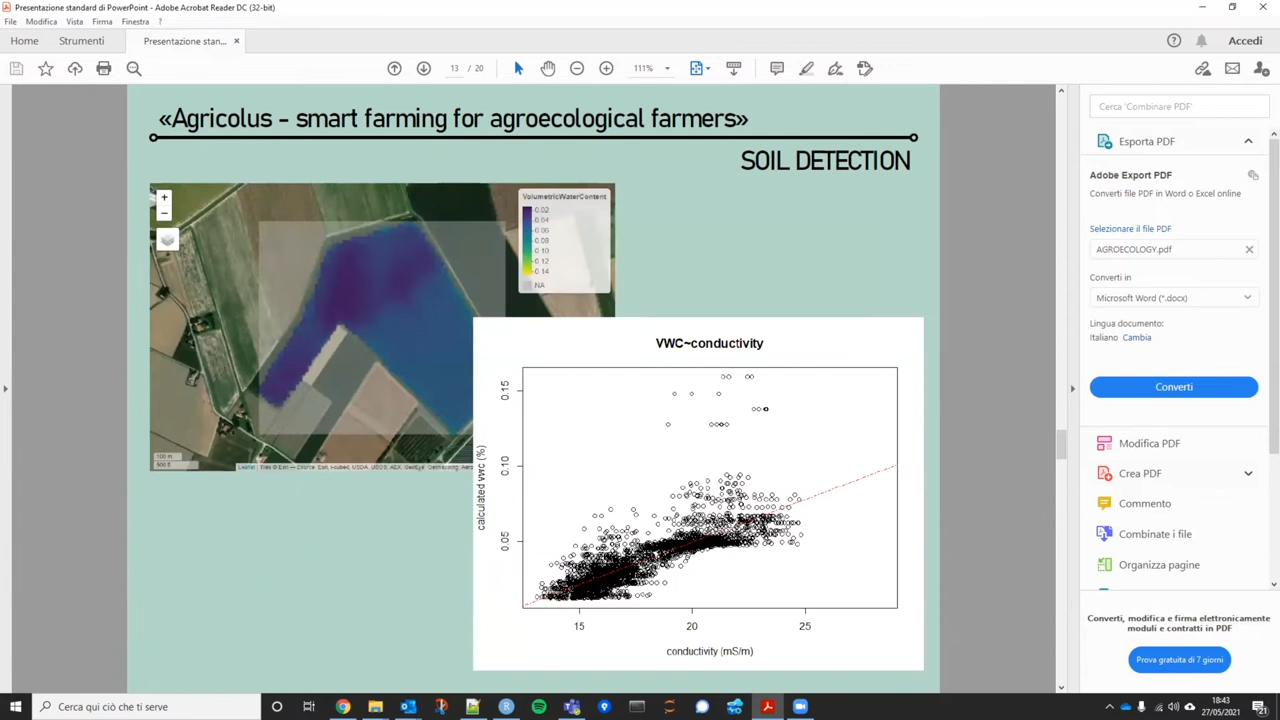 Presentazione standard di PowerPoint - Adobe Acrobat Reader DC (32-bit)
File Modifica Vista Firma Finestra ?
Home Strumenti Presentazione stan... × Accedi
13 / 20 111%
«Agricolus - smart farming for agroecological farmers»
SOIL DETECTION
+
−
VolumetricWaterContent
0.02
0.04
0.06
0.08
0.10
0.12
0.14
NA
100 m
500 ft
VWC~conductivity
calculated vwc (%)
0.15
0.10
0.05
15 20 25
conductivity (mS/m)
Cerca 'Combinare PDF'
Esporta PDF
Adobe Export PDF
Converti file PDF in Word o Excel online
Selezionare il file PDF
AGROECOLOGY.pdf
Converti in
Microsoft Word (*.docx)
Lingua documento:
Italiano Cambia
Converti
Modifica PDF
Crea PDF
Commento
Combinate i file
Organizza pagine
Converti, modifica e firma elettronicamente
moduli e contratti in PDF
Prova gratuita di 7 giorni
Cerca qui ciò che ti serve
18:43
27/05/2021
21